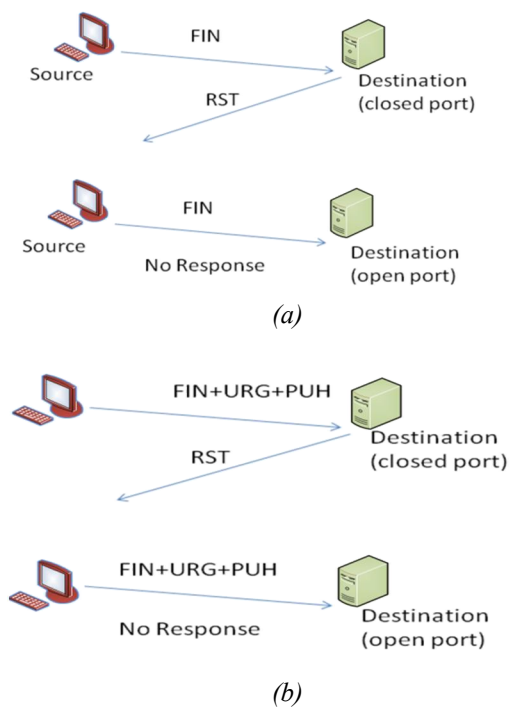 FIN
Source
Destination
(closed port)
RST
FIN
Source
Destination
(open port)
No Response
(a)
FIN+URG+PUH
Destination
(closed port)
RST
FIN+URG+PUH
Destination
(open port)
No Response
(b)